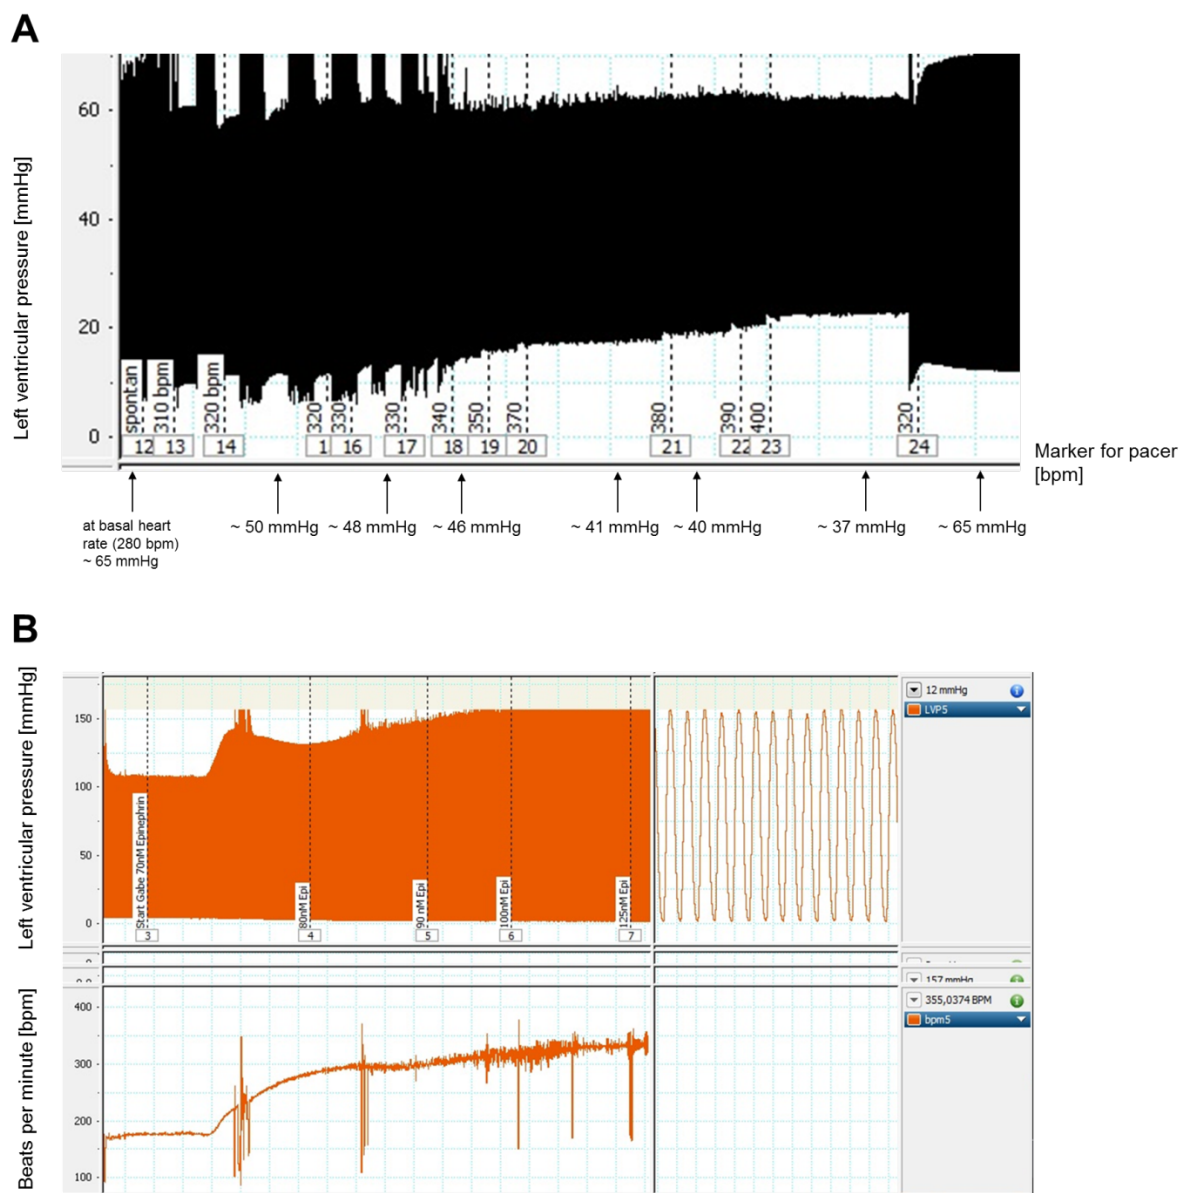 A
Left ventricular pressure [mmHg]
60
40
20
0
spontan
310 bpm
320 bpm
320
330
330
340
350
370
380
390
400
320
12
13
14
1
16
17
18
19
20
21
22
23
24
Marker for pacer
[bpm]
at basal heart
rate (280 bpm)
~ 65 mmHg
~ 50 mmHg
~ 48 mmHg
~ 46 mmHg
~ 41 mmHg
~ 40 mmHg
~ 37 mmHg
~ 65 mmHg
B
Left ventricular pressure [mmHg]
150
100
50
0
Start Gabe 70nM Epinephrin
80nM Epi
90 nM Epi
100nM Epi
125nM Epi
3
4
5
6
7
12 mmHg
LVP5
157 mmHg
355,0374 BPM
bpm5
Beats per minute [bpm]
400
300
200
100